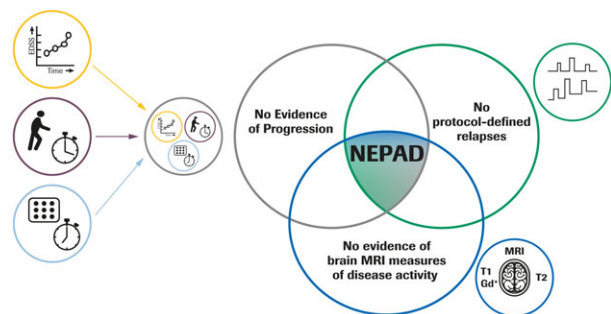 EDSS
Time
No Evidence
of Progression
No
protocol-defined
relapses
NEPAD
No evidence of
brain MRI measures
of disease activity
MRI
T1
Gd+
T2